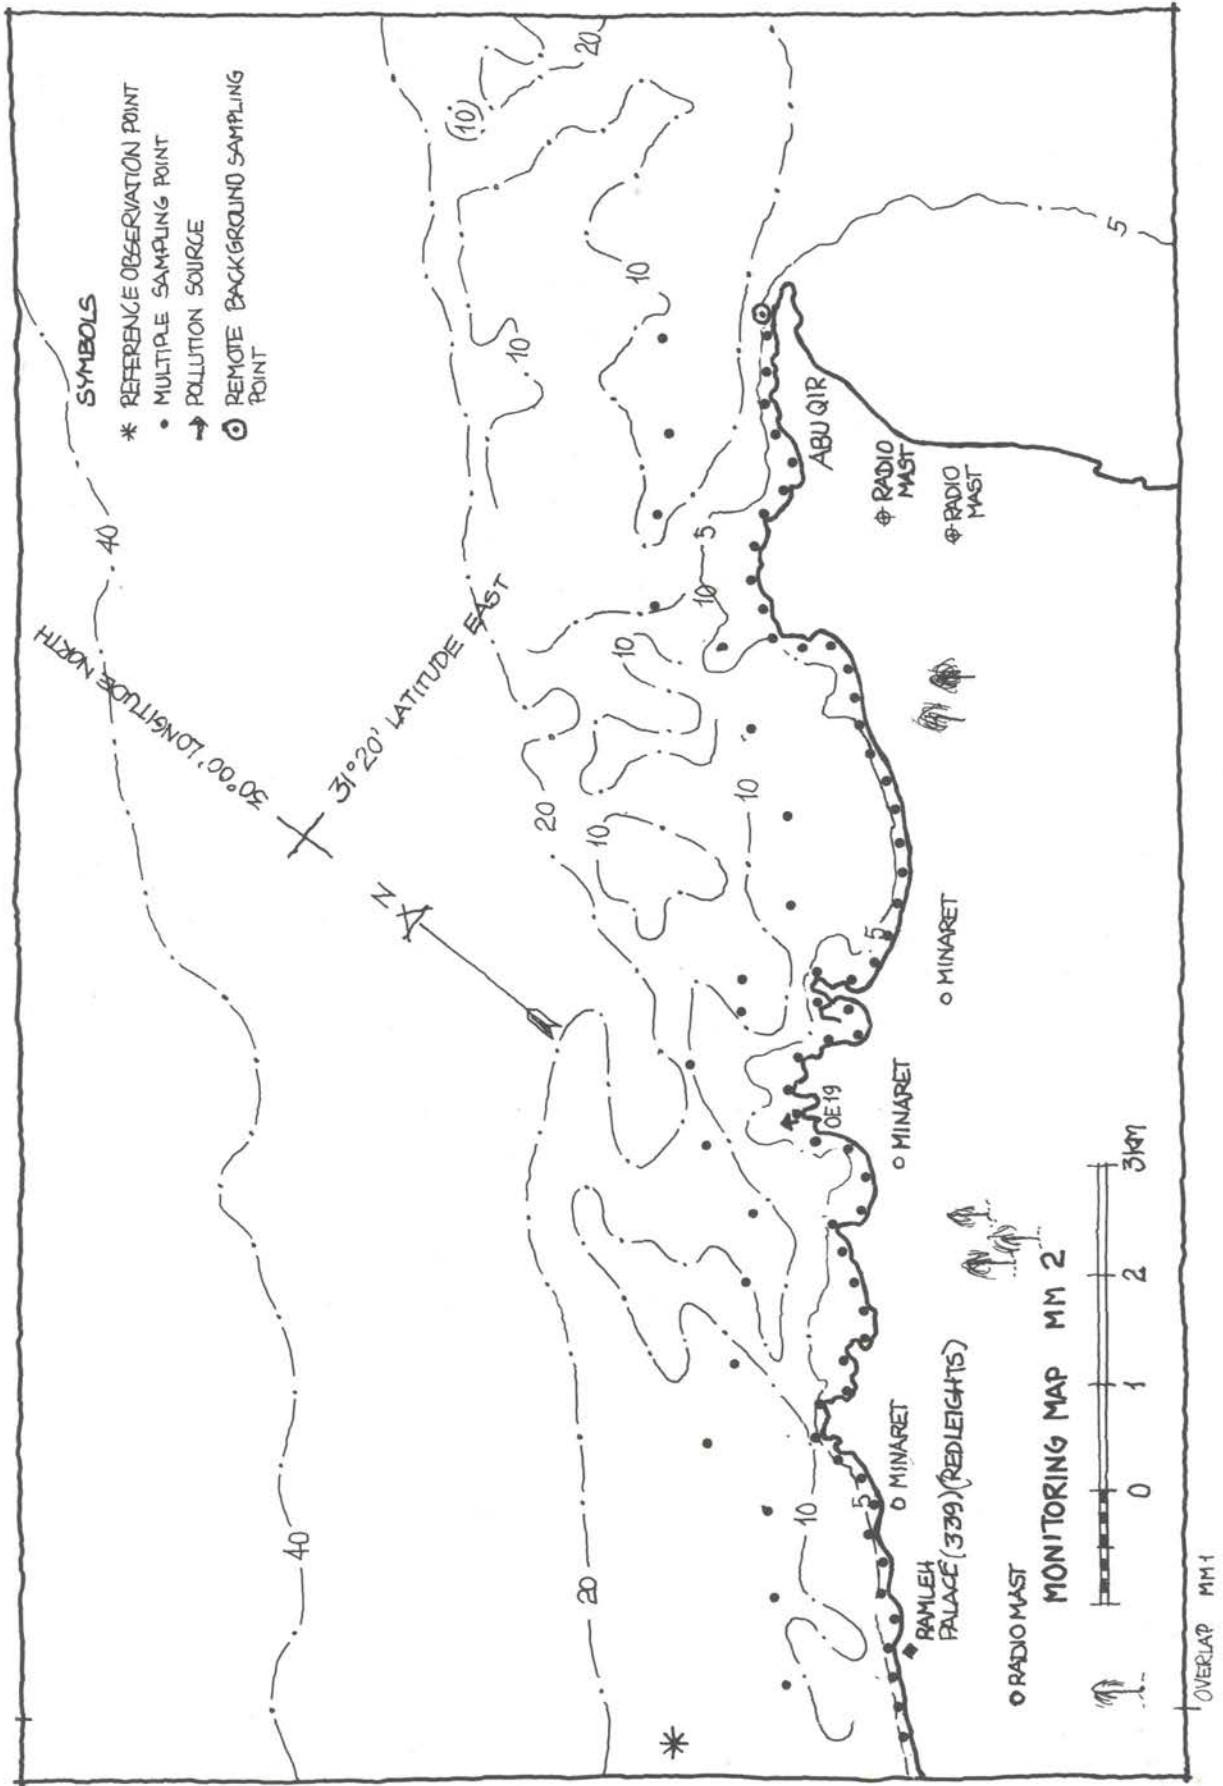 SYMBOLS
REFERENCE OBSERVATION POINT
MULTIPLE SAMPLING POINT
POLLUTION SOURCE
REMOTE BACKGROUND SAMPLING
POINT
40
40
30°00' LONGITUDE NORTH
31°20' LATITUDE EAST
N
20
20
20
(10)
10
10
10
10
10
10
10
5
5
5
5
ABU QIR
RADIO
MAST
RADIO
MAST
MINARET
MINARET
OE19
MINARET
RAMLEH
PALACE (339)(REDLEIGHTS)
RADIO MAST
MONITORING MAP MM 2
0 1 2 3KM
OVERLAP MM1